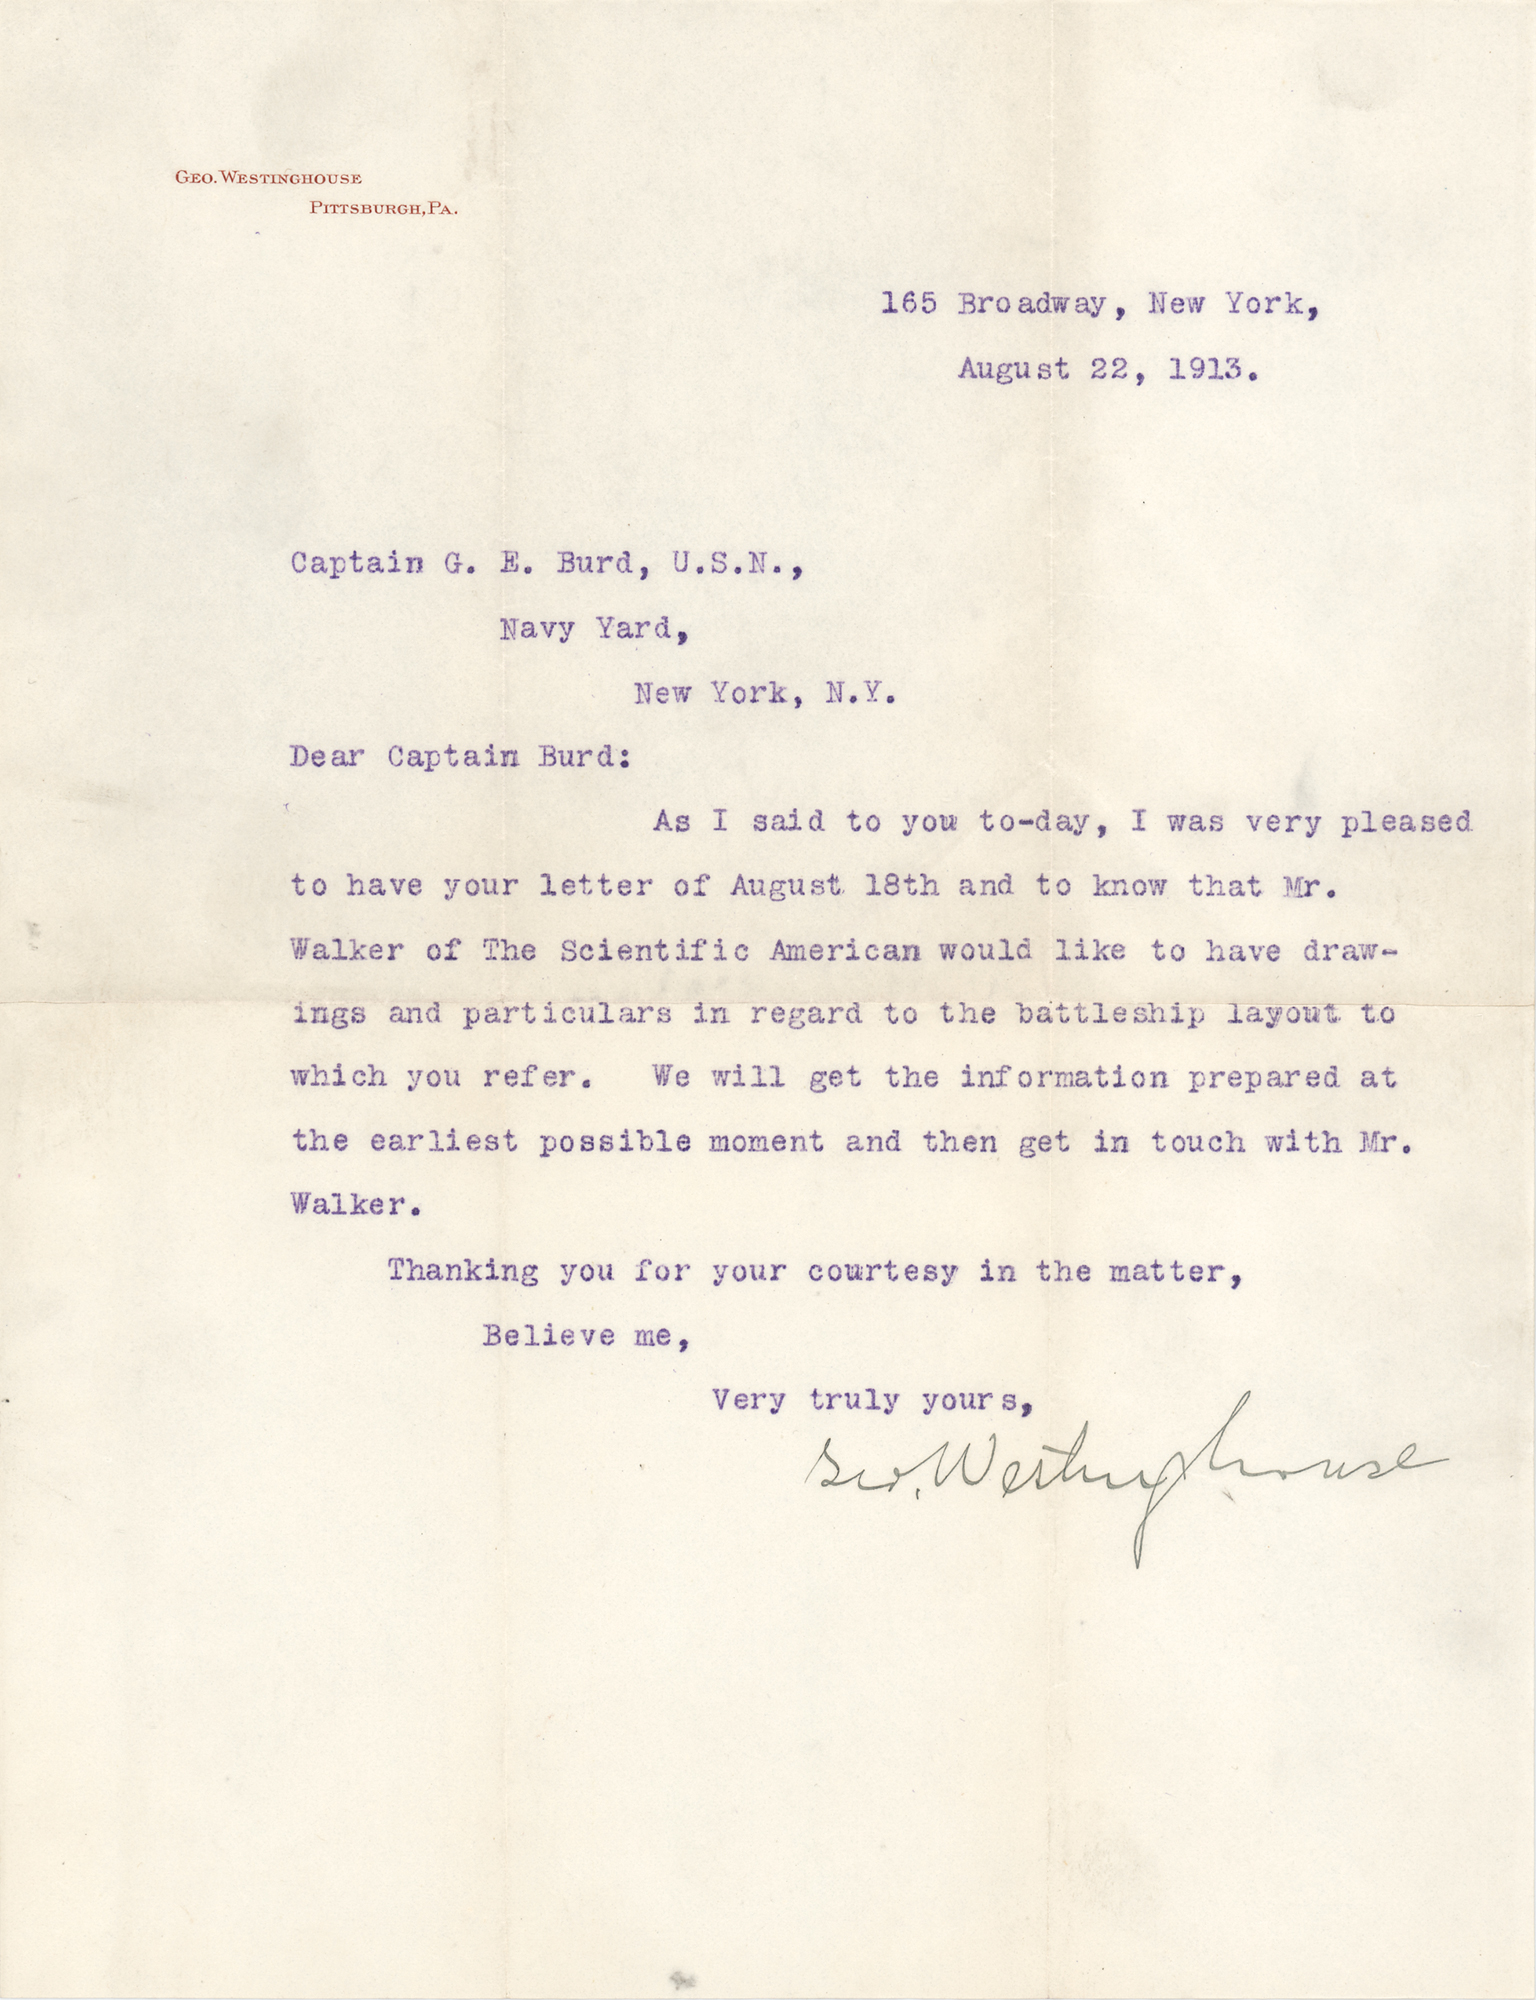 GEO. WESTINGHOUSE
PITTSBURGH, PA.
165 Broadway, New York,
August 22, 1913.
Captain G. E. Burd, U.S.N.,
Navy Yard,
New York, N.Y.
Dear Captain Burd:
As I said to you to-day, I was very pleased
to have your letter of August 18th and to know that Mr.
Walker of The Scientific American would like to have draw-
ings and particulars in regard to the battleship layout to
which you refer. We will get the information prepared at
the earliest possible moment and then get in touch with Mr.
Walker.
Thanking you for your courtesy in the matter,
Believe me,
Very truly yours,
Geo. Westinghouse